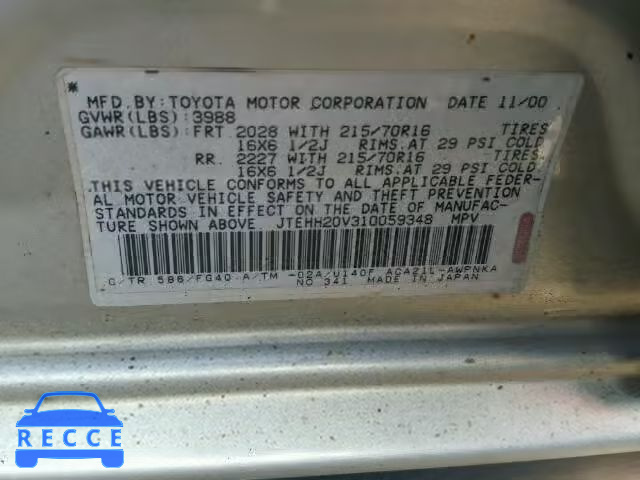 MFD. BY: TOYOTA MOTOR CORPORATION DATE 11/00
GVWR(LBS):3988
GAWR(LBS):FRT. 2028 WITH 215/70R16 TIRES
16X6 1/2J RIMS.AT 29 PSI COLD
RR. 2227 WITH 215/70R16 TIRES
16X6 1/2J RIMS.AT 29 PSI COLD
THIS VEHICLE CONFORMS TO ALL APPLICABLE FEDER-
AL MOTOR VEHICLE SAFETY AND THEFT PREVENTION
STANDARDS IN EFFECT ON THE DATE OF MANUFAC-
TURE SHOWN ABOVE. JTEHH20V310059348 MPV
C/TR 5B6/FG40 A/TM -02A/U140F ACA21L-AWPNKA
NO 341 MADE IN JAPAN
RECCE